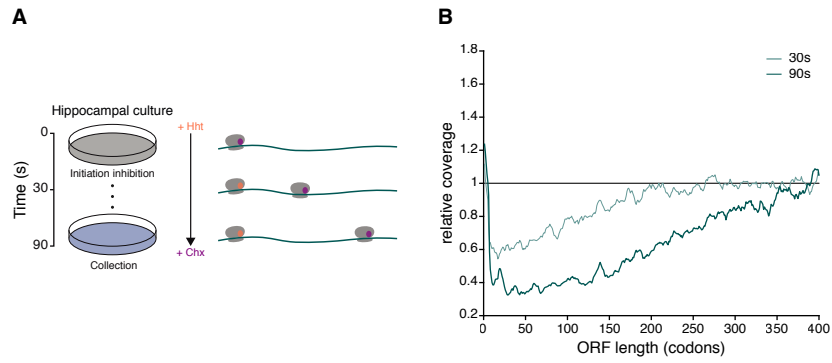 A
Hippocampal culture
Time (s)
0
30
90
Initiation inhibition
Collection
+ Hht
+ Chx
B
relative coverage
1.8
1.6
1.4
1.2
1
0.8
0.6
0.4
0.2
30s
90s
0 50 100 150 200 250 300 350 400
ORF length (codons)